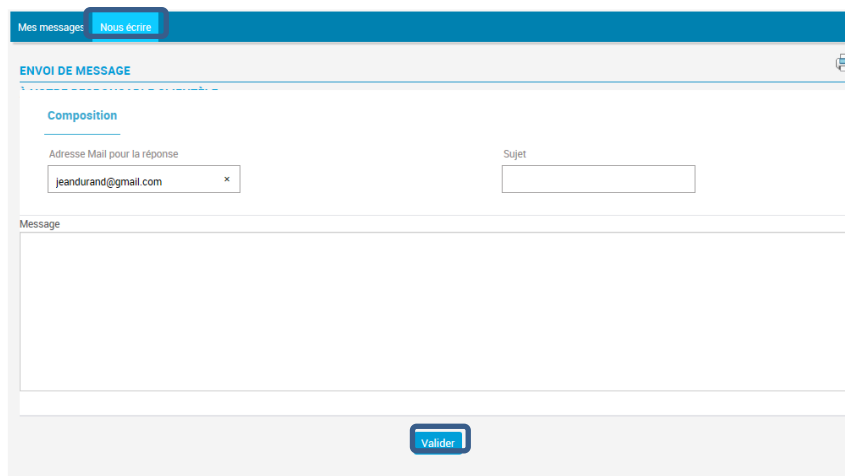 Mes messages Nous écrire
ENVOI DE MESSAGE
Composition
Adresse Mail pour la réponse Sujet
jeandurand@gmail.com ×
Message
Valider